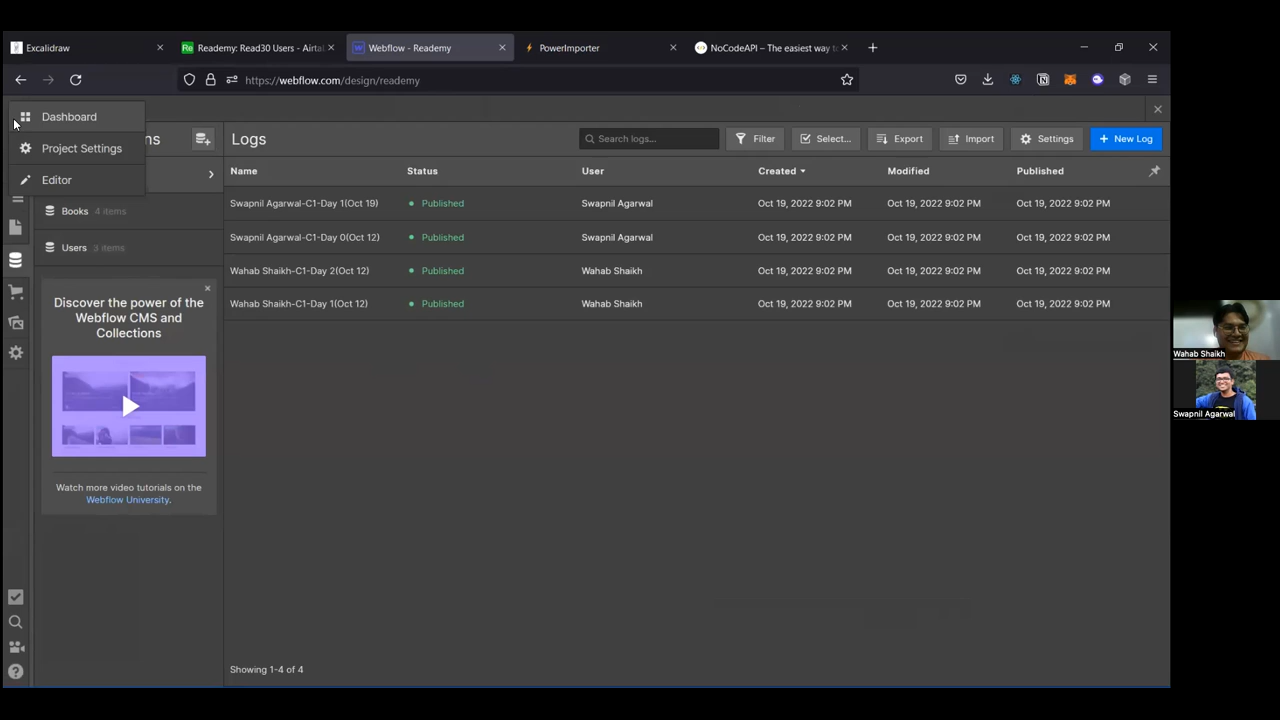 Excalidraw
Re Reademy: Read30 Users - Airtal
Webflow - Reademy
PowerImporter
NoCodeAPI – The easiest way to
https://webflow.com/design/reademy
Dashboard
Project Settings
Editor
ns
Logs
Search logs...
Filter
Select...
Export
Import
Settings
+ New Log
Name
Status
User
Created
Modified
Published
Swapnil Agarwal-C1-Day 1(Oct 19)
Published
Swapnil Agarwal
Oct 19, 2022 9:02 PM
Oct 19, 2022 9:02 PM
Oct 19, 2022 9:02 PM
Books 4 items
Swapnil Agarwal-C1-Day 0(Oct 12)
Published
Swapnil Agarwal
Oct 19, 2022 9:02 PM
Oct 19, 2022 9:02 PM
Oct 19, 2022 9:02 PM
Users 3 items
Wahab Shaikh-C1-Day 2(Oct 12)
Published
Wahab Shaikh
Oct 19, 2022 9:02 PM
Oct 19, 2022 9:02 PM
Oct 19, 2022 9:02 PM
Wahab Shaikh-C1-Day 1(Oct 12)
Published
Wahab Shaikh
Oct 19, 2022 9:02 PM
Oct 19, 2022 9:02 PM
Oct 19, 2022 9:02 PM
Discover the power of the
Webflow CMS and
Collections
Watch more video tutorials on the
Webflow University.
Showing 1-4 of 4
Wahab Shaikh
Swapnil Agarwal